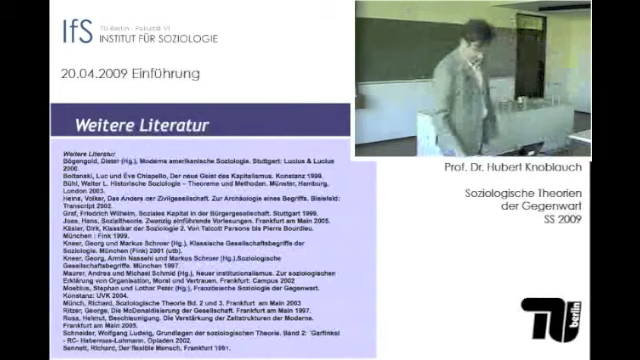 IfS TU Berlin · Fakultät VI
INSTITUT FÜR SOZIOLOGIE
20.04.2009 Einführung
Weitere Literatur
Weitere Literatur
Bögengold, Dieter (Hg.), Moderne amerikanische Soziologie. Stuttgart: Lucius & Lucius
2000.
Boltanski, Luc und Ève Chiapello, Der neue Geist des Kapitalismus. Konstanz 1999.
Bühl, Walter L. Historische Soziologie – Theoreme und Methoden. Münster, Hamburg,
London 2003.
Heins, Volker, Das Andere der Zivilgesellschaft. Zur Archäologie eines Begriffs. Bielefeld:
Transcript 2002.
Graf, Friedrich Wilhelm, Soziales Kapital in der Bürgergesellschaft. Stuttgart 1999.
Joas, Hans, Sozialtheorie. Zwanzig einführende Vorlesungen. Frankfurt am Main 2005.
Käsler, Dirk, Klassiker der Soziologie 2. Von Talcott Parsons bis Pierre Bourdieu.
München : Fink 1999.
Kneer, Georg und Markus Schroer (Hg.), Klassische Gesellschaftsbegriffe der
Soziologie. München (Fink) 2001 (utb).
Kneer, Georg, Armin Nassehi und Markus Schroer (Hg.).Soziologische
Gesellschaftsbegriffe. München 1997.
Maurer, Andrea und Michael Schmid (Hg.), Neuer Institutionalismus. Zur soziologischen
Erklärung von Organisation, Moral und Vertrauen. Frankfurt: Campus 2002
Moebius, Stephan und Lothar Peter (Hg.), Französische Soziologie der Gegenwart.
Konstanz: UVK 2004.
Münch, Richard, Soziologische Theorie Bd. 2 und 3. Frankfurt am Main 2003
Ritzer, George, Die McDonaldisierung der Gesellschaft. Frankfurt am Main 1997.
Rosa, Helmut, Beschleunigung. Die Verstärkung der Zeitstrukturen der Moderne.
Frankfurt am Main 2005.
Schneider, Wolfgang Ludwig, Grundlagen der soziologischen Theorie. Band 2: Garfinkel
- RC- Habermas-Luhmann. Opladen 2002.
Sennett, Richard, Der flexible Mensch, Frankfurt
Prof. Dr. Hubert Knoblauch
Soziologische Theorien
der Gegenwart
SS 2009
berlin